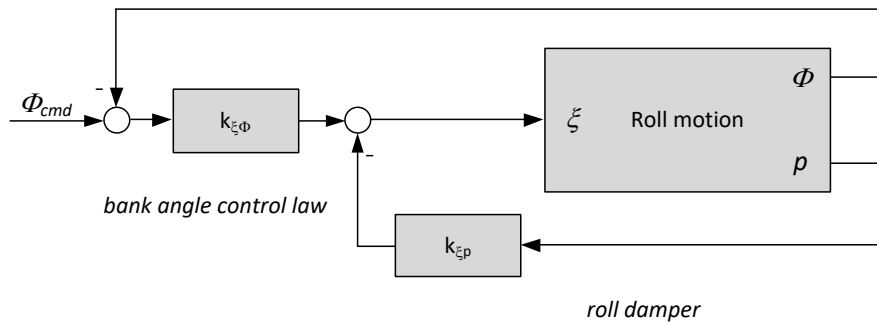 -
Φcmd
kξΦ
-
ξ
Roll motion
Φ
p
bank angle control law
kξp
roll damper